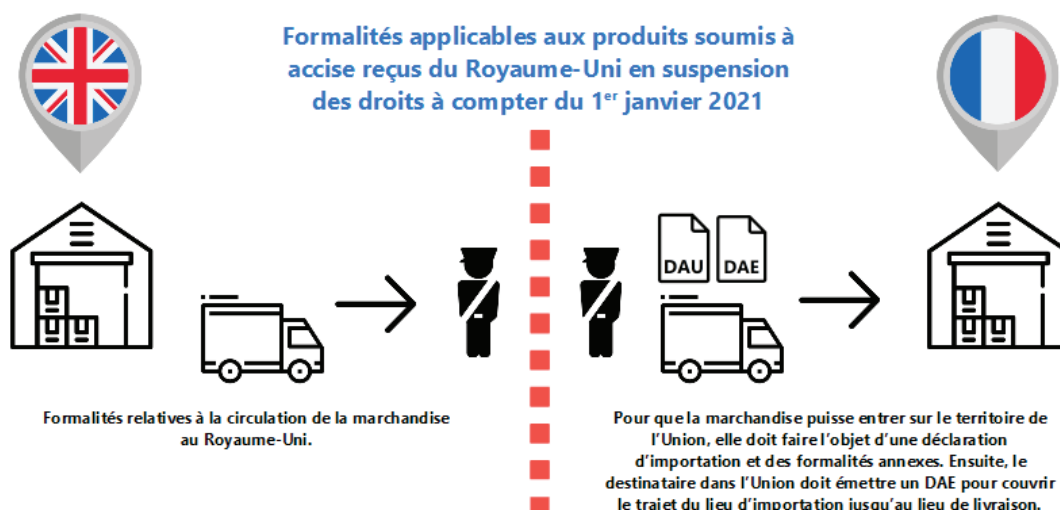 Formalités applicables aux produits soumis à
accise reçus du Royaume-Uni en suspension
des droits à compter du 1er janvier 2021
DAU
DAE
Formalités relatives à la circulation de la marchandise
au Royaume-Uni.
Pour que la marchandise puisse entrer sur le territoire de
l'Union, elle doit faire l'objet d'une déclaration
d'importation et des formalités annexes. Ensuite, le
destinataire dans l'Union doit émettre un DAE pour couvrir
le trajet du lieu d'importation jusqu'au lieu de livraison.